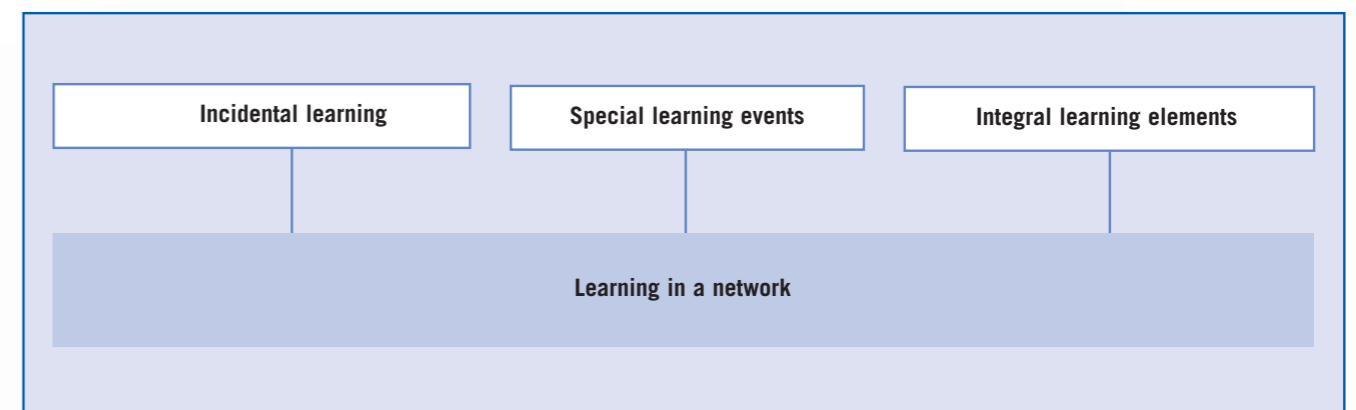 Incidental learning
Special learning events
Integral learning elements
Learning in a network